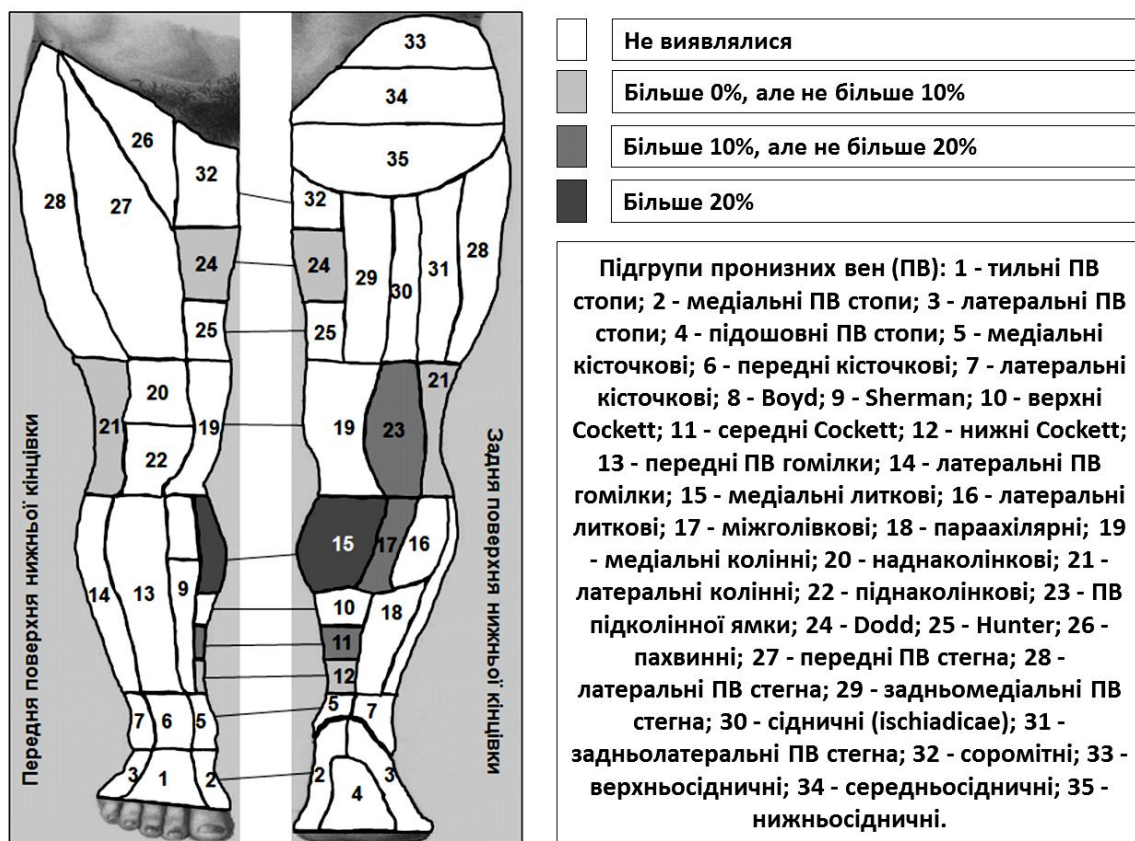 Передня поверхня нижньої кінцівки
26
32
28
27
24
25
20
21
19
22
14
13
9
7
6
5
3
1
2
33
34
35
32
24
29
30
31
28
25
21
19
23
15
17
16
10
18
11
12
5
7
2
3
4
Задня поверхня нижньої кінцівки
Не виявлялися
Більше 0%, але не більше 10%
Більше 10%, але не більше 20%
Більше 20%
Підгрупи пронизних вен (ПВ): 1 - тильні ПВ
стопи; 2 - медіальні ПВ стопи; 3 - латеральні ПВ
стопи; 4 - підошовні ПВ стопи; 5 - медіальні
кісточкові; 6 - передні кісточкові; 7 - латеральні
кісточкові; 8 - Boyd; 9 - Sherman; 10 - верхні
Cockett; 11 - середні Cockett; 12 - нижні Cockett;
13 - передні ПВ гомілки; 14 - латеральні ПВ
гомілки; 15 - медіальні литкові; 16 - латеральні
литкові; 17 - міжголівкові; 18 - параахілярні; 19
- медіальні колінні; 20 - наднаколінкові; 21 -
латеральні колінні; 22 - піднаколінкові; 23 - ПВ
підколінної ямки; 24 - Dodd; 25 - Hunter; 26 -
пахвинні; 27 - передні ПВ стегна; 28 -
латеральні ПВ стегна; 29 - задньомедіальні ПВ
стегна; 30 - сідничні (ischiadicae); 31 -
задньолатеральні ПВ стегна; 32 - соромітні; 33 -
верхньосідничні; 34 - середньосідничні; 35 -
нижньосідничні.